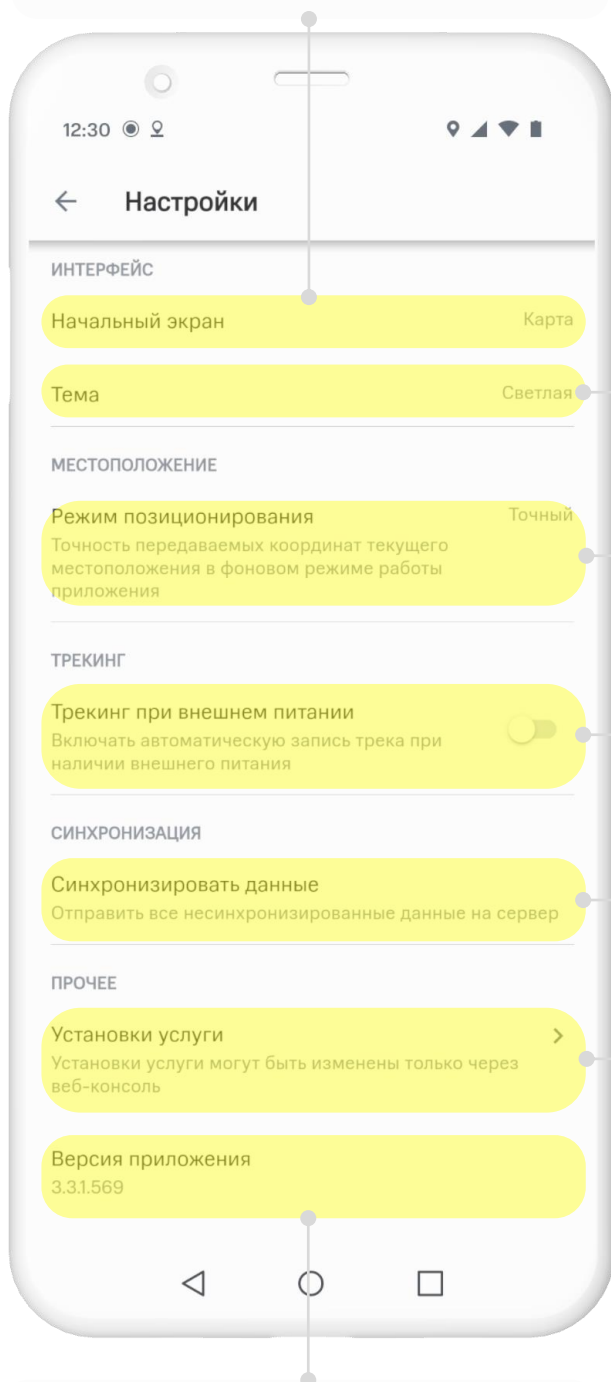 12:30
Настройки
ИНТЕРФЕЙС
Начальный экран Карта
Тема Светлая
МЕСТОПОЛОЖЕНИЕ
Режим позиционирования Точный
Точность передаваемых координат текущего
местоположения в фоновом режиме работы
приложения
ТРЕКИНГ
Трекинг при внешнем питании
Включать автоматическую запись трека при
наличии внешнего питания
СИНХРОНИЗАЦИЯ
Синхронизировать данные
Отправить все несинхронизированные данные на сервер
ПРОЧЕЕ
Установки услуги
Установки услуги могут быть изменены только через
веб-консоль
Версия приложения
3.3.1.569